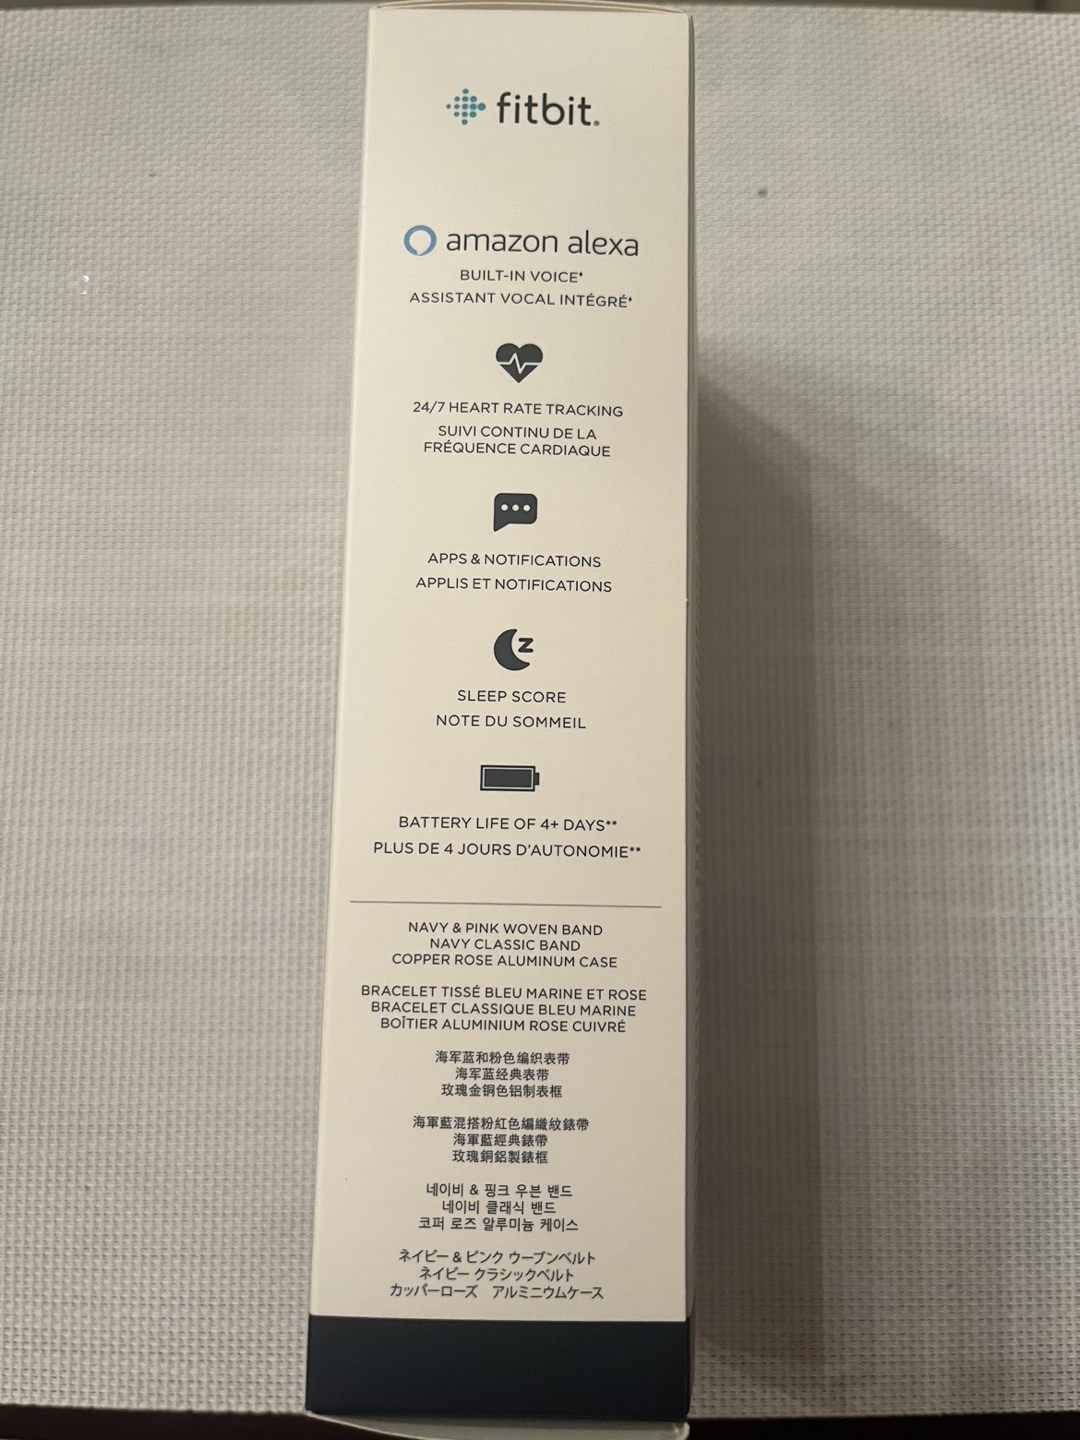 fitbit.
amazon alexa
BUILT-IN VOICE♦
ASSISTANT VOCAL INTÉGRÉ♦
24/7 HEART RATE TRACKING
SUIVI CONTINU DE LA
FRÉQUENCE CARDIAQUE
APPS & NOTIFICATIONS
APPLIS ET NOTIFICATIONS
Z
SLEEP SCORE
NOTE DU SOMMEIL
BATTERY LIFE OF 4+ DAYS**
PLUS DE 4 JOURS D'AUTONOMIE**
NAVY & PINK WOVEN BAND
NAVY CLASSIC BAND
COPPER ROSE ALUMINUM CASE
BRACELET TISSÉ BLEU MARINE ET ROSE
BRACELET CLASSIQUE BLEU MARINE
BOÎTIER ALUMINIUM ROSE CUIVRÉ
海军蓝和粉色编织表带
海军蓝经典表带
玫瑰金铜色铝制表框
海軍藍混搭粉紅色編織紋錶帶
海軍藍經典錶帶
玫瑰銅鋁製錶框
네이비 & 핑크 우븐 밴드
네이비 클래식 밴드
코퍼 로즈 알루미늄 케이스
ネイビー & ピンク ウーブンベルト
ネイビー クラシックベルト
カッパーローズ　アルミニウムケース